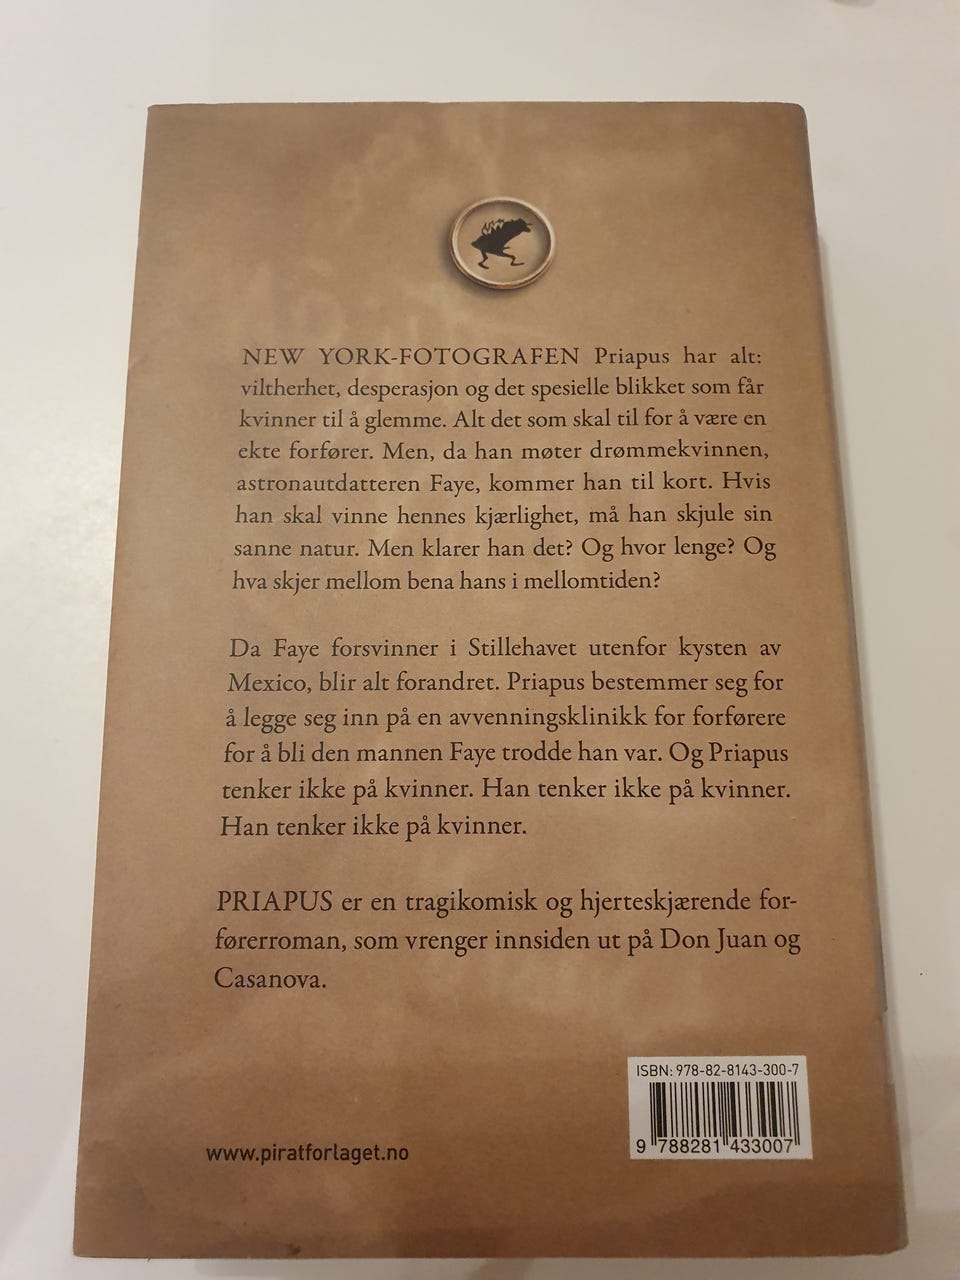 NEW YORK-FOTOGRAFEN Priapus har alt:
viltherhet, desperasjon og det spesielle blikket som får
kvinner til å glemme. Alt det som skal til for å være en
ekte forfører. Men, da han møter drømmekvinnen,
astronautdatteren Faye, kommer han til kort. Hvis
han skal vinne hennes kjærlighet, må han skjule sin
sanne natur. Men klarer han det? Og hvor lenge? Og
hva skjer mellom bena hans i mellomtiden?
Da Faye forsvinner i Stillehavet utenfor kysten av
Mexico, blir alt forandret. Priapus bestemmer seg for
å legge seg inn på en avvenningsklinikk for forførere
for å bli den mannen Faye trodde han var. Og Priapus
tenker ikke på kvinner. Han tenker ikke på kvinner.
Han tenker ikke på kvinner.
PRIAPUS er en tragikomisk og hjerteskjærende for-
førerroman, som vrenger innsiden ut på Don Juan og
Casanova.
ISBN: 978-82-8143-300-7
9 788281 433007
www.piratforlaget.no